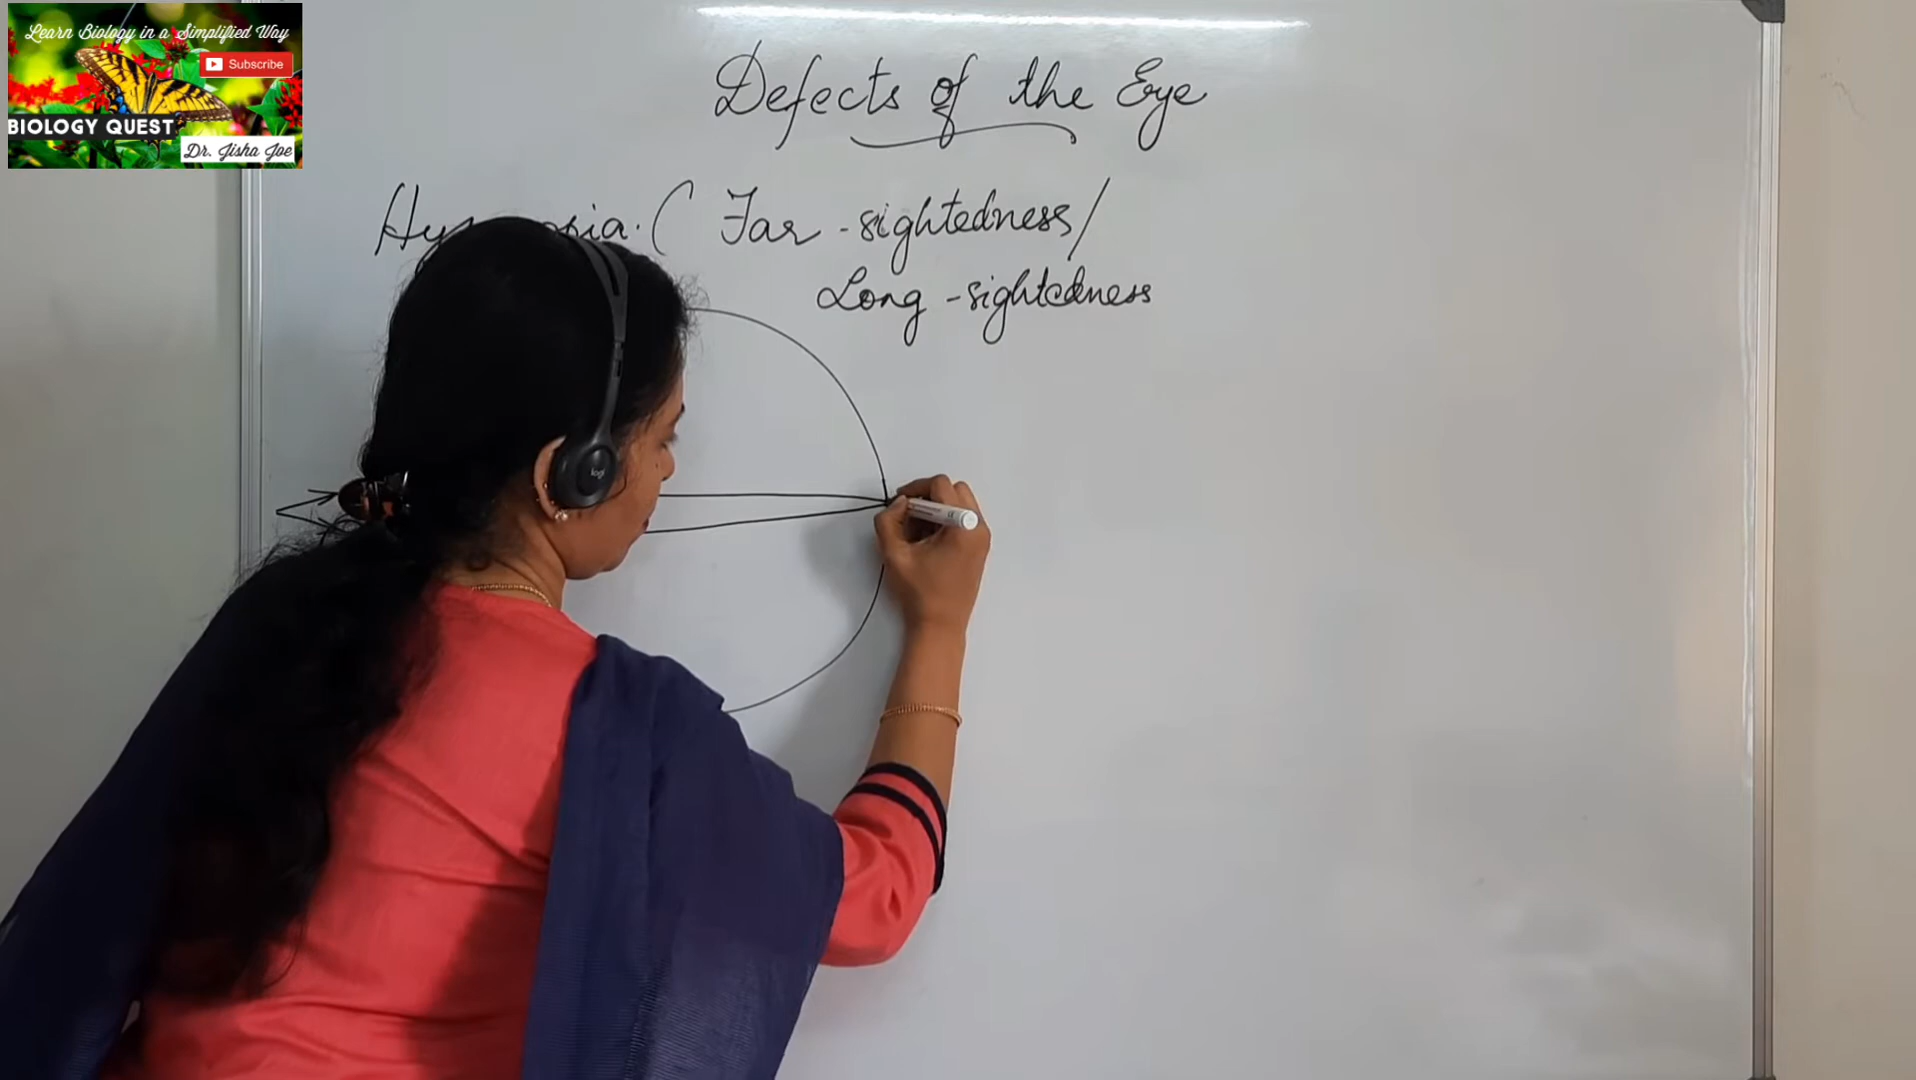 Learn Biology in a Simplified Way
Subscribe
BIOLOGY QUEST
Dr. Jisha Joe
Defects of the Eye
( Far-sightedness/
Long-sightedness
logi